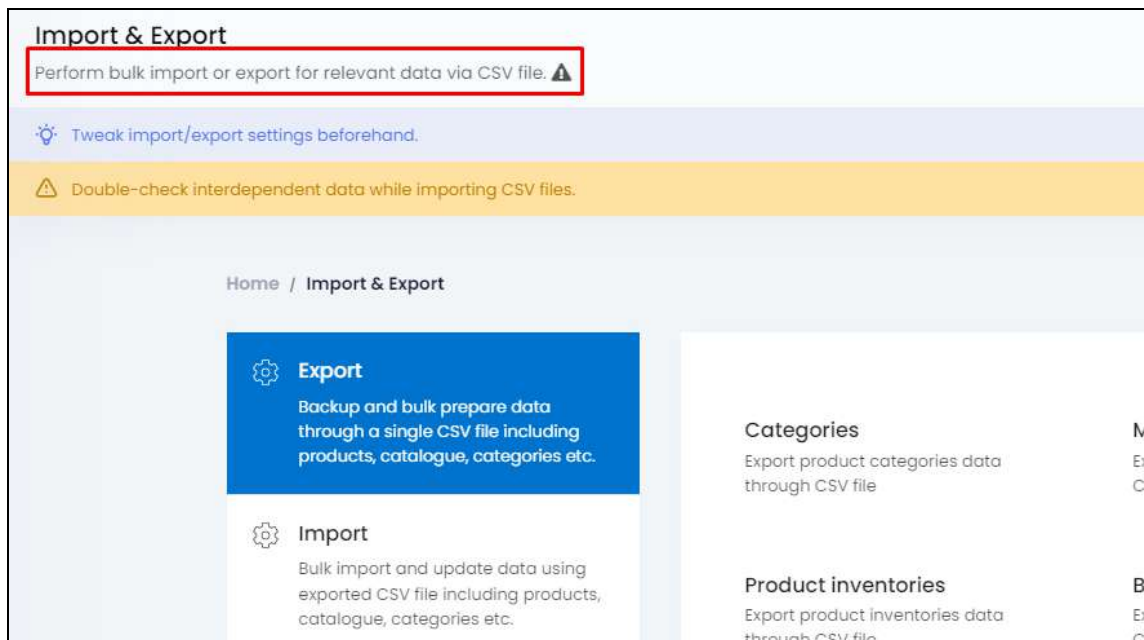 Import & Export
Perform bulk import or export for relevant data via CSV file.
Tweak import/export settings beforehand.
Double-check interdependent data while importing CSV files.
Home / Import & Export
Export
Backup and bulk prepare data
through a single CSV file including
products, catalogue, categories etc.
Import
Bulk import and update data using
exported CSV file including products,
catalogue, categories etc.
Categories
Export product categories data
through CSV file
Product inventories
Export product inventories data
through CSV file